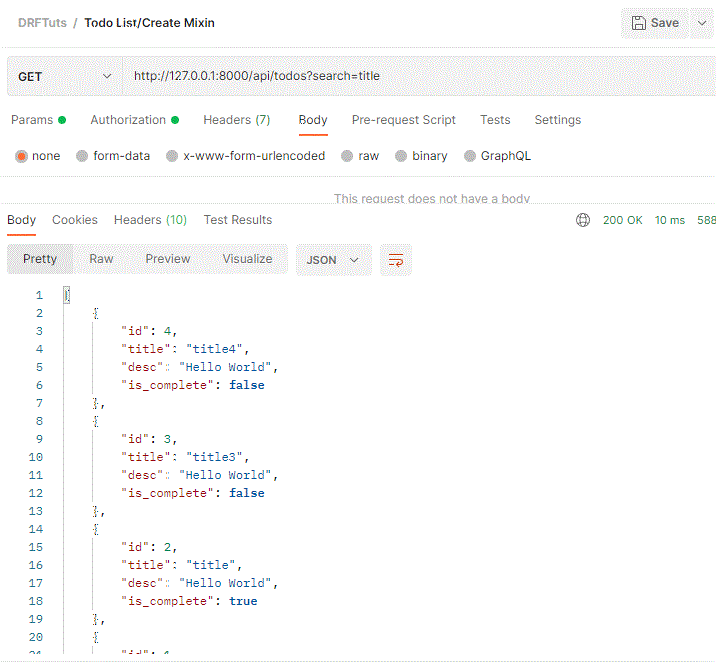 DRFTuts / Todo List/Create Mixin
Save
GET http://127.0.0.1:8000/api/todos?search=title
Params Authorization Headers (7) Body Pre-request Script Tests Settings
none form-data x-www-form-urlencoded raw binary GraphQL
This request does not have a body
Body Cookies Headers (10) Test Results 200 OK 10 ms 588
Pretty Raw Preview Visualize JSON
1 [
2 {
3 "id": 4,
4 "title": "title4",
5 "desc": "Hello World",
6 "is_complete": false
7 },
8 {
9 "id": 3,
10 "title": "title3",
11 "desc": "Hello World",
12 "is_complete": false
13 },
14 {
15 "id": 2,
16 "title": "title",
17 "desc": "Hello World",
18 "is_complete": true
19 },
20 {